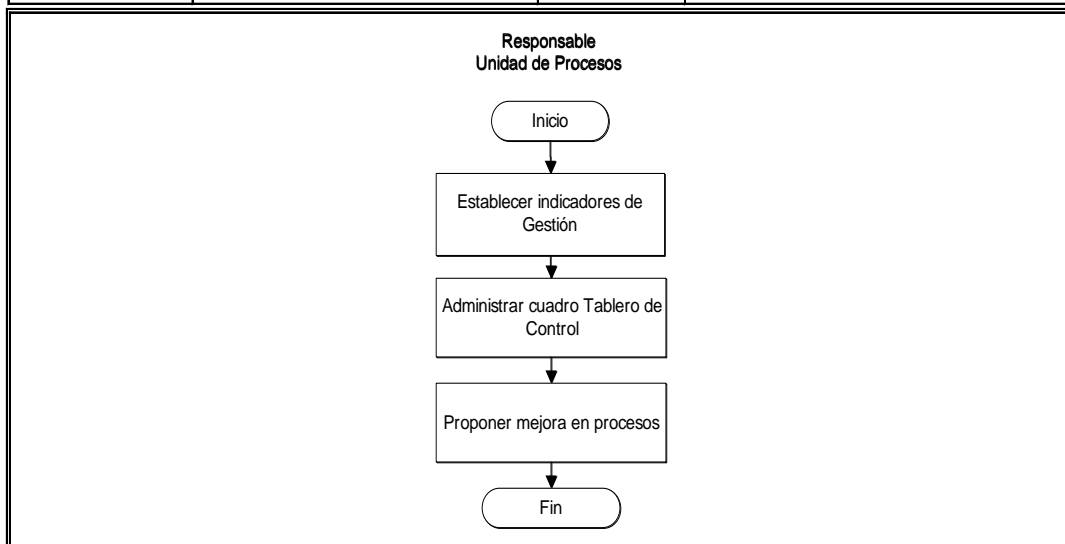 Responsable
Unidad de Procesos
Inicio
Establecer indicadores de
Gestión
Administrar cuadro Tablero de
Control
Proponer mejora en procesos
Fin